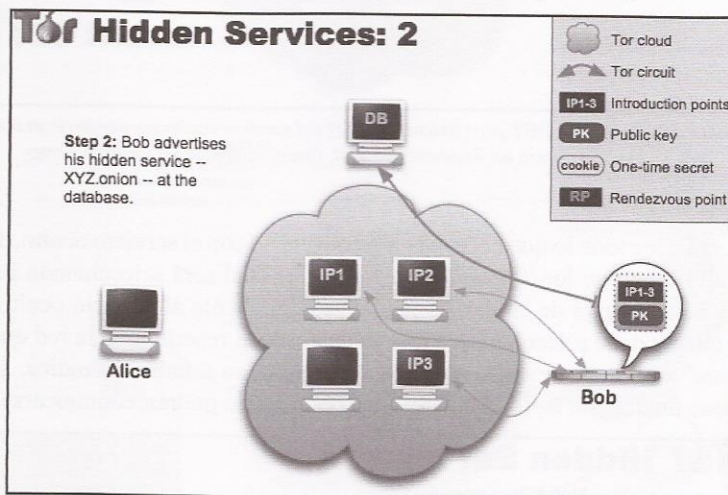 Tor Hidden Services: 2
Step 2: Bob advertises
his hidden service --
XYZ.onion -- at the
database.
DB
IP1
IP2
IP3
Alice
IP1-3
PK
Bob
Tor cloud
Tor circuit
IP1-3 Introduction points
PK Public key
cookie One-time secret
RP Rendezvous point